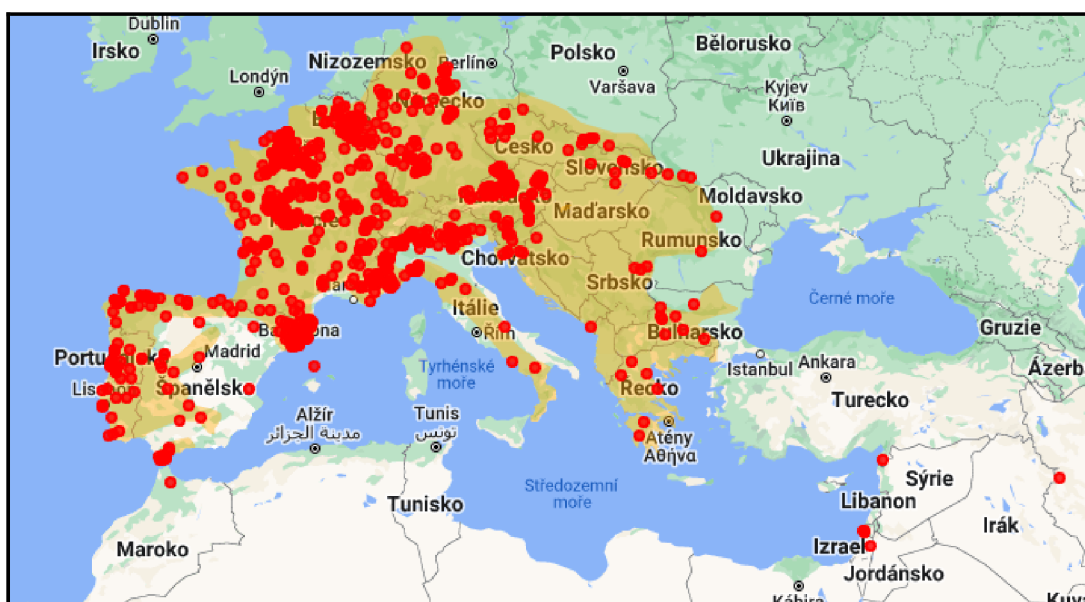 Dublin
Irsko
Nizozemsko
Berlín
Polsko
Bělorusko
Londýn
Varšava
Kyjev
Київ
Německo
Česko
Ukrajina
Slovensko
Moldavsko
Maďarsko
Rumunsko
Chorvatsko
Srbsko
Itálie
Řím
Černé moře
Bulharsko
Gruzie
Madrid
Španělsko
Tyrhénské
moře
Istanbul
Ankara
Řecko
Turecko
Alžír
مدينة الجزائر
Tunis
تونس
Atény
Αθήνα
Středozemní
moře
Sýrie
Libanon
Tunisko
Maroko
Irák
Izrael
Jordánsko